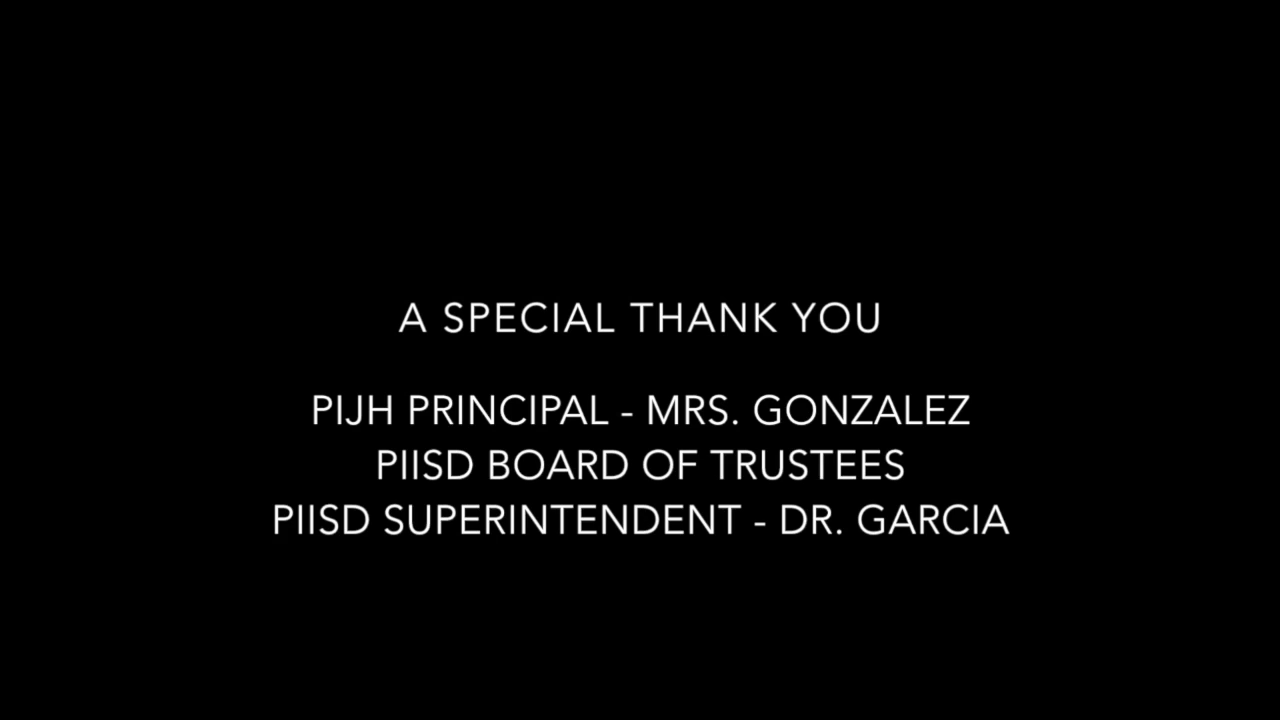 A SPECIAL THANK YOU
PIJH PRINCIPAL - MRS. GONZALEZ
PIISD BOARD OF TRUSTEES
PIISD SUPERINTENDENT - DR. GARCIA